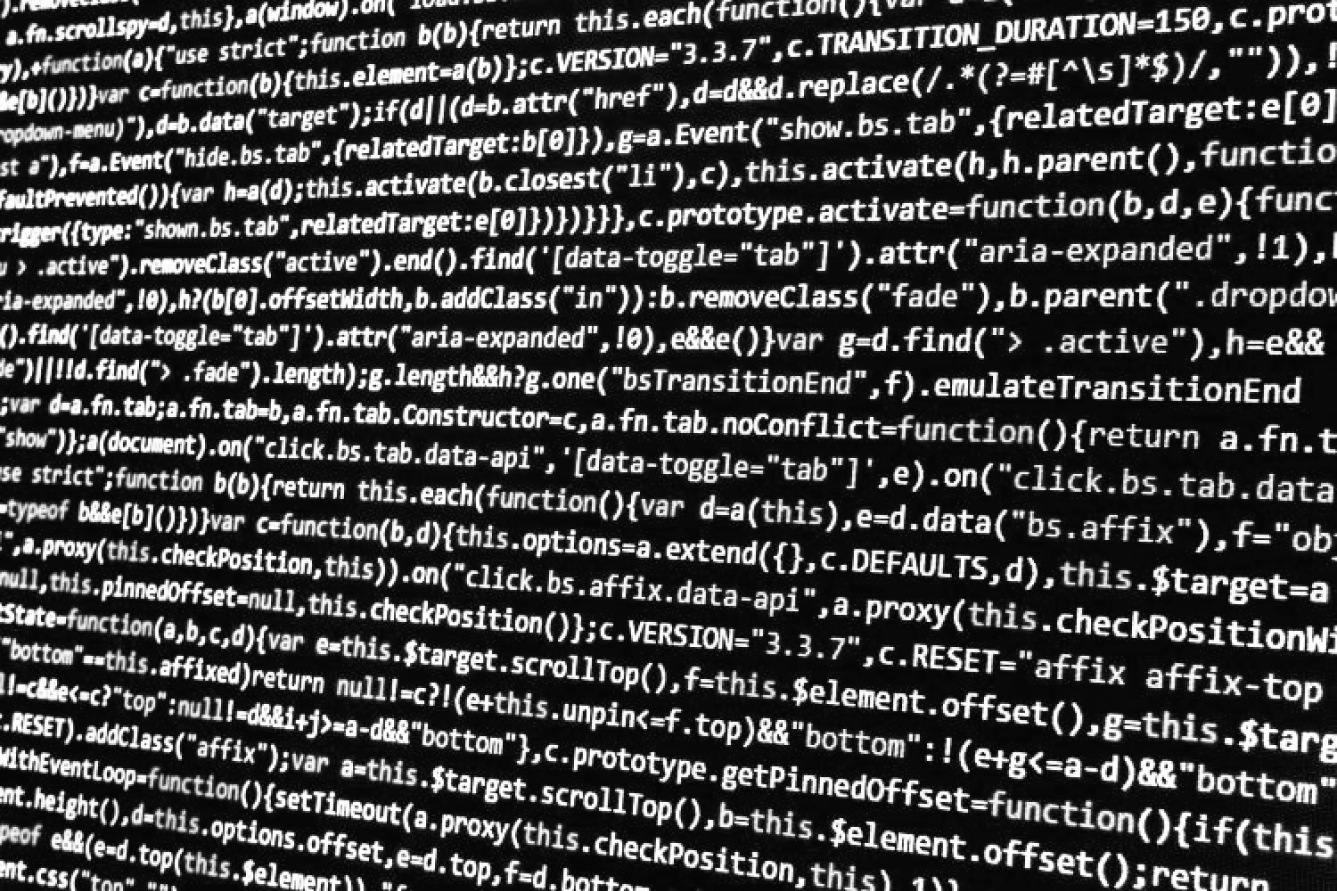 a.fn.scrollspy=d,this},a(window).on(
y),+function(a){"use strict";function b(b){return this.each(function(){var
&e[b]()})}var c=function(b){this.element=a(b)};c.VERSION="3.3.7",c.TRANSITION_DURATION=150,c.prot
ropdown-menu)"),d=b.data("target");if(d||(d=b.attr("href"),d=d&&d.replace(/.*(?=#[^\s]*$)/,"")),!
st a"),f=a.Event("hide.bs.tab",{relatedTarget:b[0]}),g=a.Event("show.bs.tab",{relatedTarget:e[0]
faultPrevented()){var h=a(d);this.activate(b.closest("li"),c),this.activate(h,h.parent(),functio
rigger({type:"shown.bs.tab",relatedTarget:e[0]})})}}},c.prototype.activate=function(b,d,e){func
u > .active").removeClass("active").end().find('[data-toggle="tab"]').attr("aria-expanded",!1),
ria-expanded",!0),h?(b[0].offsetWidth,b.addClass("in")):b.removeClass("fade"),b.parent(".dropdow
().find('[data-toggle="tab"]').attr("aria-expanded",!0),e&&e()}var g=d.find("> .active"),h=e&&
de")||!!d.find("> .fade").length);g.length&&h?g.one("bsTransitionEnd",f).emulateTransitionEnd
;var d=a.fn.tab;a.fn.tab=b,a.fn.tab.Constructor=c,a.fn.tab.noConflict=function(){return a.fn.t
"show")};a(document).on("click.bs.tab.data-api",'[data-toggle="tab"]',e).on("click.bs.tab.data
se strict";function b(b){return this.each(function(){var d=a(this),e=d.data("bs.affix"),f="ob
=typeof b&&e[b]()})}var c=function(b,d){this.options=a.extend({},c.DEFAULTS,d),this.$target=a
",a.proxy(this.checkPosition,this)).on("click.bs.affix.data-api",a.proxy(this.checkPositionWi
null,this.pinnedOffset=null,this.checkPosition()};c.VERSION="3.3.7",c.RESET="affix affix-top
tState=function(a,b,c,d){var e=this.$target.scrollTop(),f=this.$element.offset(),g=this.$targ
"bottom"==this.affixed)return null!=c?!(e+this.unpin<=f.top)&&"bottom":!(e+g<=a-d)&&"bottom"
l!=c&&e<=c?"top":null!=d&&i+j>=a-d&&"bottom"},c.prototype.getPinnedOffset=function(){if(this
.RESET).addClass("affix");var a=this.$target.scrollTop(),b=this.$element.offset();return
WithEventLoop=function(){setTimeout(a.proxy(this.checkPosition,this),1)}
ent.height(),d=this.options.offset,e=d.top,f=d.bottom
peof e&&(e=d.top(this.$element)),
ent.css("top","")